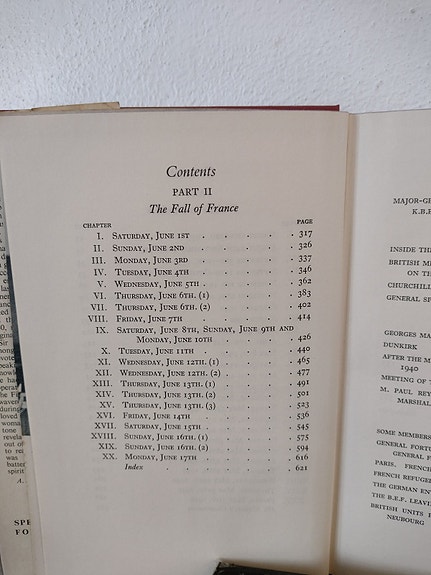 Contents
PART II
The Fall of France
CHAPTER PAGE
I. SATURDAY, JUNE 1ST . . . . . 317
II. SUNDAY, JUNE 2ND . . . . . 326
III. MONDAY, JUNE 3RD . . . . . 337
IV. TUESDAY, JUNE 4TH . . . . . 346
V. WEDNESDAY, JUNE 5TH . . . . . 362
VI. THURSDAY, JUNE 6TH. (1) . . . . 383
VII. THURSDAY, JUNE 6TH. (2) . . . . 402
VIII. FRIDAY, JUNE 7TH . . . . . 414
IX. SATURDAY, JUNE 8TH, SUNDAY, JUNE 9TH AND
MONDAY, JUNE 10TH . . . . 426
X. TUESDAY, JUNE 11TH . . . . . 440
XI. WEDNESDAY, JUNE 12TH. (1) . . . . 465
XII. WEDNESDAY, JUNE 12TH. (2) . . . . 477
XIII. THURSDAY, JUNE 13TH. (1) . . . . 491
XIV. THURSDAY, JUNE 13TH. (2) . . . . 501
XV. THURSDAY, JUNE 13TH. (3) . . . . 523
XVI. FRIDAY, JUNE 14TH . . . . . 536
XVII. SATURDAY, JUNE 15TH . . . . . 545
XVIII. SUNDAY, JUNE 16TH. (1) . . . . 575
XIX. SUNDAY, JUNE 16TH. (2) . . . . 594
XX. MONDAY, JUNE 17TH . . . . . 616
Index . . . . . 621
MAJOR-GE
K.B.E
INSIDE TH
BRITISH ME
ON TH
CHURCHILL
GENERAL SP
GEORGES MA
DUNKIRK
AFTER THE M
1940
MEETING OF T
M. PAUL REY
MARSHAL
SOME MEMBERS
GENERAL FORTU
GENERAL F
PARIS, FRENCH
FRENCH REFUGE
THE GERMAN ENT
THE B.E.F. LEAVIN
BRITISH UNITS I
NEUBOURG
SPE
FO